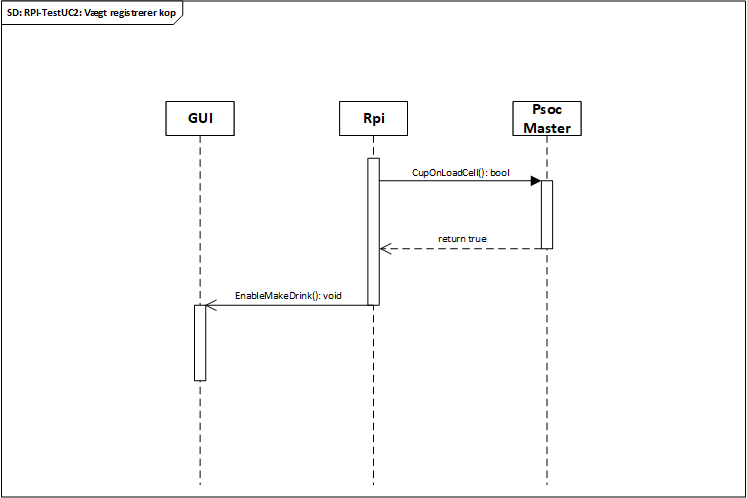 SD: RPI-TestUC2: Vægt registrerer kop
GUI
Rpi
Psoc
Master
CupOnLoadCell(): bool
return true
EnableMakeDrink(): void